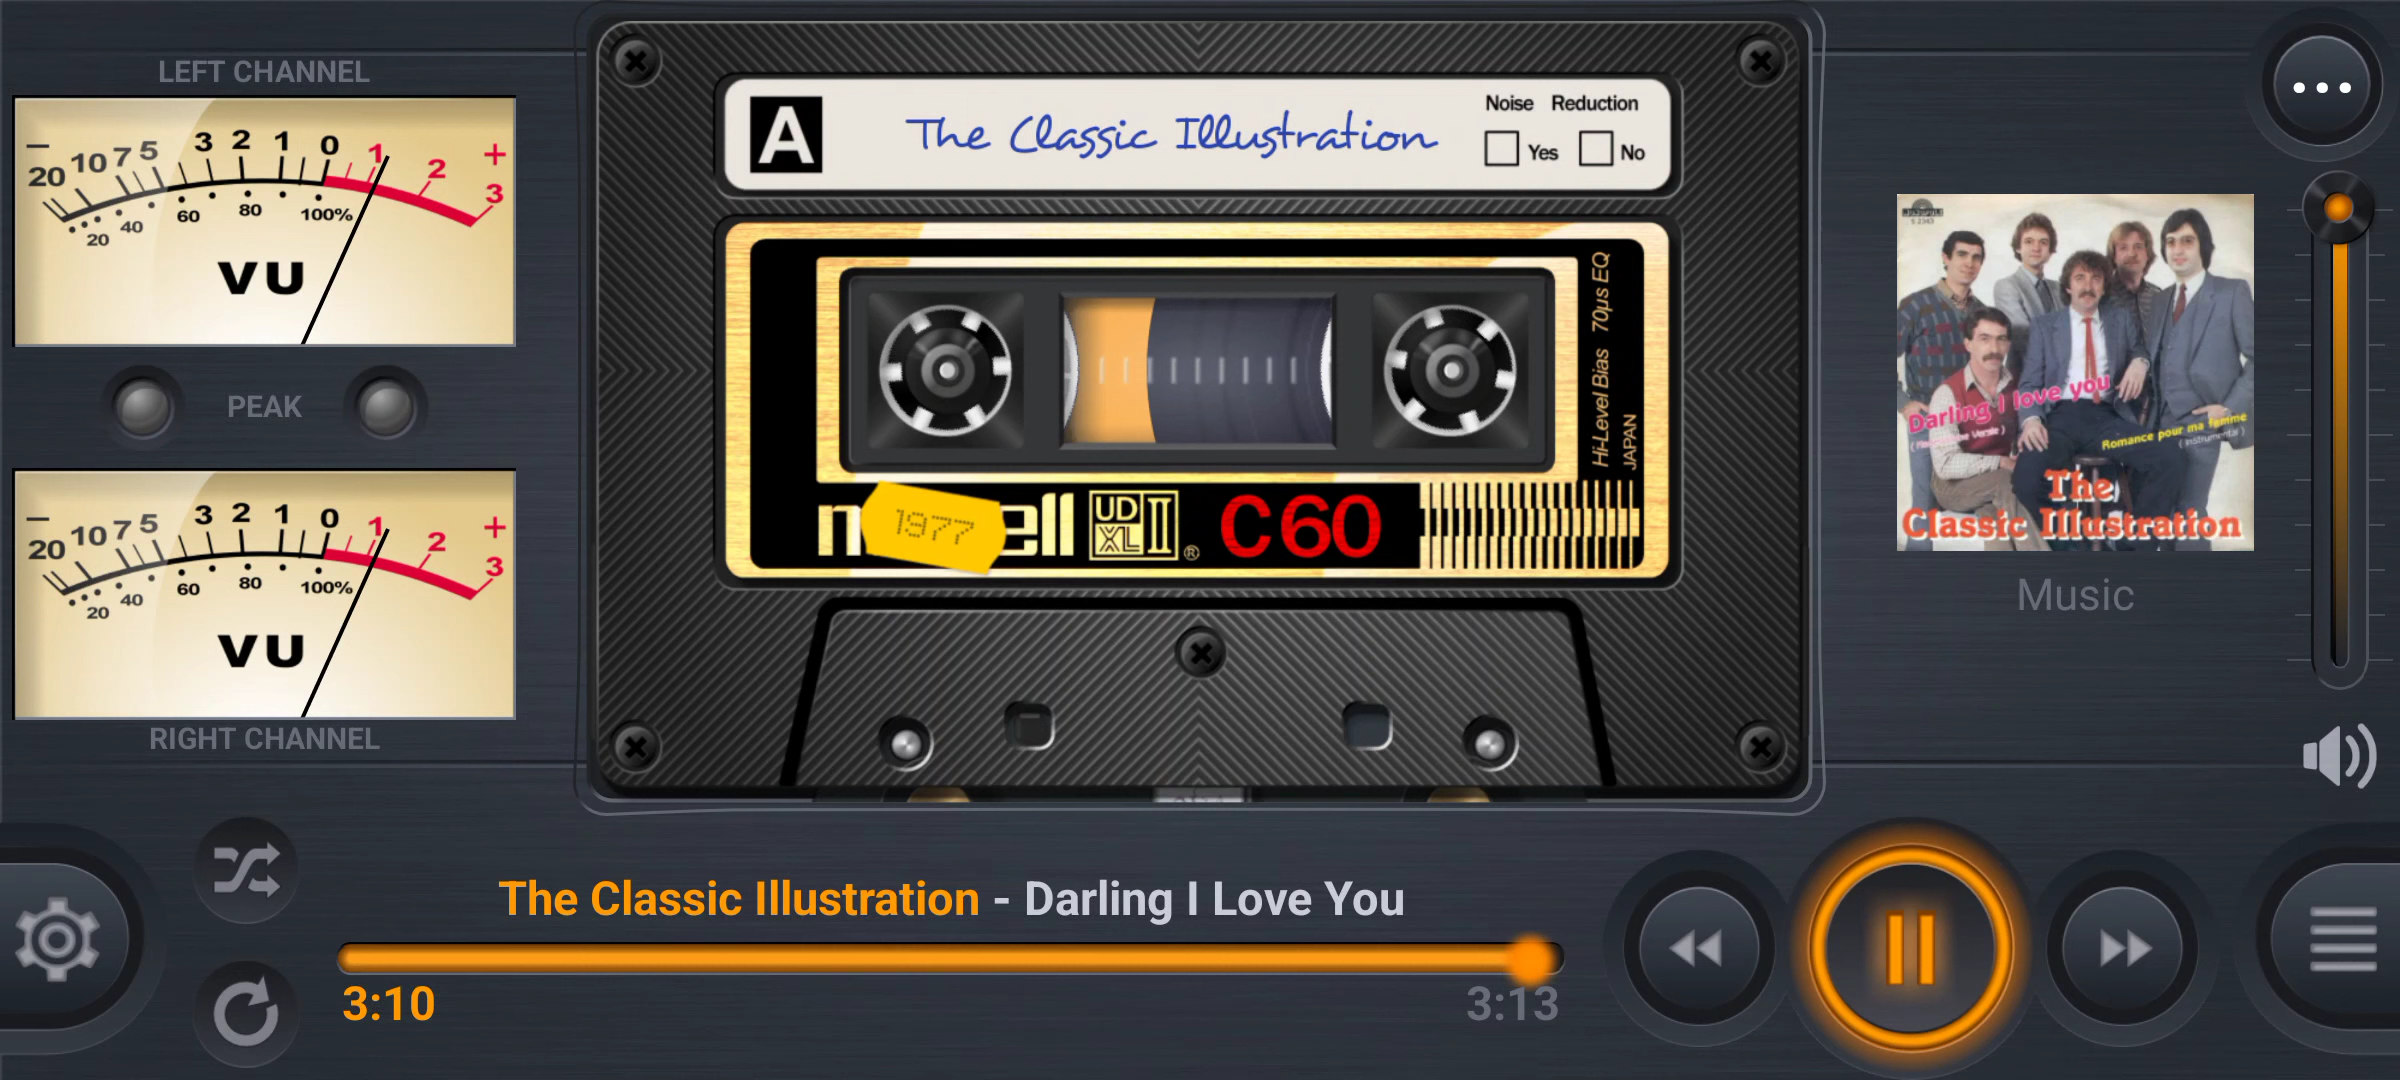 LEFT CHANNEL
− 20 10 7 5 3 2 1 0 1 2 3 +
20 40 60 80 100%
VU
PEAK
− 20 10 7 5 3 2 1 0 1 2 3 +
20 40 60 80 100%
VU
RIGHT CHANNEL
A
The Classic Illustration
Noise Reduction
Yes No
Hi-Level Bias 70µs EQ
JAPAN
1977
ell
UD
XL II ®
C60
Darling I love you
Romance pour ma femme
(Instrumental)
The
Classic Illustration
Music
The Classic Illustration - Darling I Love You
3:10
3:13